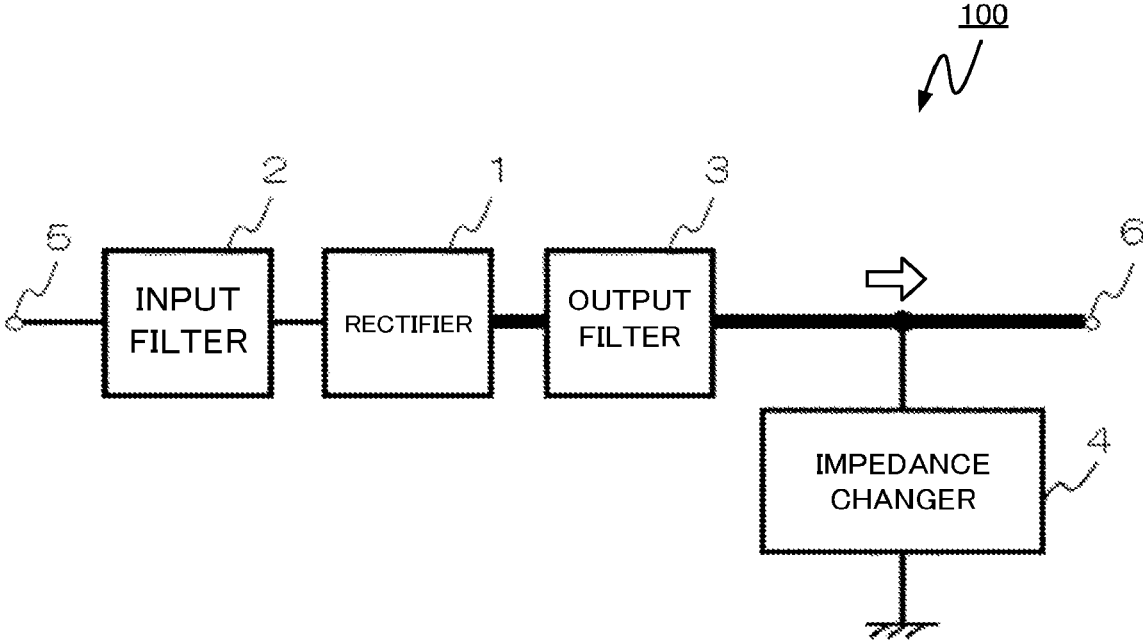 100
2
1
3
5
6
INPUT
FILTER
RECTIFIER
OUTPUT
FILTER
4
IMPEDANCE
CHANGER